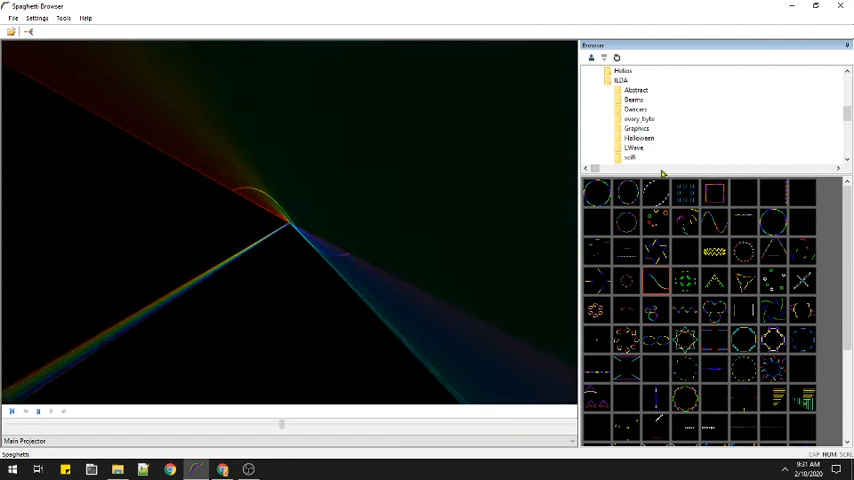 Spaghetti Browser
File Settings Tools Help
Browser
Helios
ILDA
Abstract
Beams
Dancers
every_byte
Graphics
Halloween
LWave
scifi
Main Projector
Spaghetti
CAP NUM SCRL
9:31 AM
2/10/2020